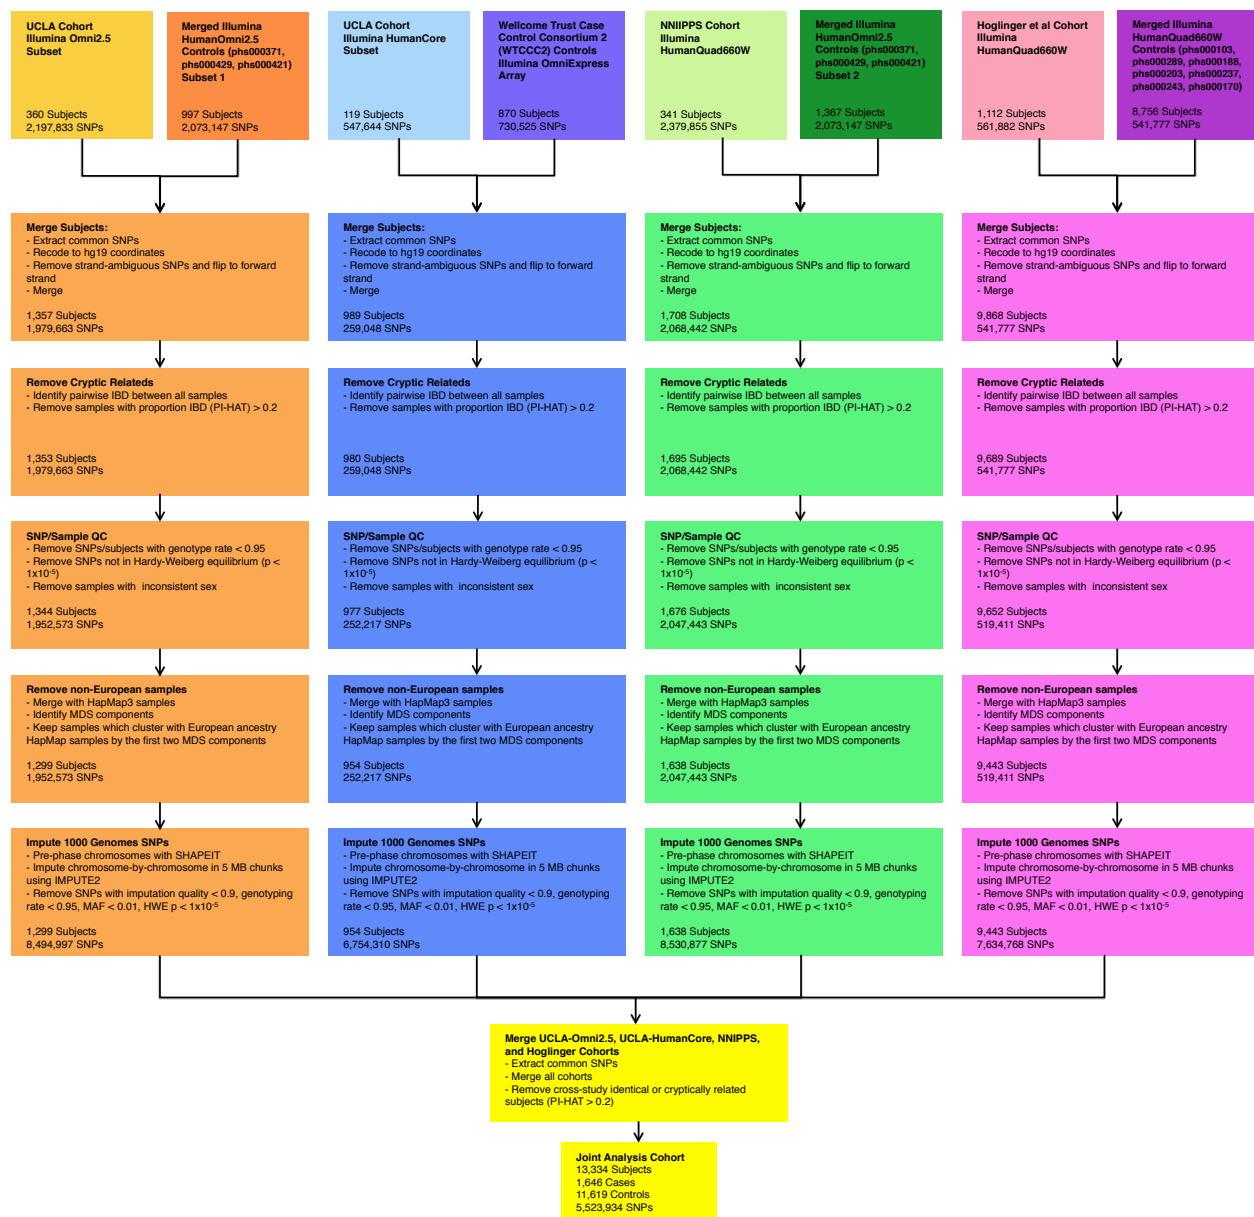 UCLA Cohort
Illumina Omni2.5
Subset
360 Subjects
2,197,833 SNPs
Merged Illumina
HumanOmni2.5
Controls (phs000371,
phs000429, phs000421)
Subset 1
997 Subjects
2,073,147 SNPs
UCLA Cohort
Illumina HumanCore
Subset
119 Subjects
547,644 SNPs
Wellcome Trust Case
Control Consortium 2
(WTCCC2) Controls
Illumina OmniExpress
Array
870 Subjects
730,525 SNPs
NNIIPPS Cohort
Illumina
HumanQuad660W
341 Subjects
2,379,855 SNPs
Merged Illumina
HumanOmni2.5
Controls (phs000371,
phs000429, phs000421)
Subset 2
1,367 Subjects
2,073,147 SNPs
Hoglinger et al Cohort
Illumina
HumanQuad660W
1,112 Subjects
561,882 SNPs
Merged Illumina
HumanQuad660W
Controls (phs000103,
phs000289, phs000188,
phs000203, phs000237,
phs000243, phs000170)
8,756 Subjects
541,777 SNPs
Merge Subjects:
- Extract common SNPs
- Recode to hg19 coordinates
- Remove strand-ambiguous SNPs and flip to forward
strand
- Merge
1,357 Subjects
1,979,663 SNPs
Merge Subjects:
- Extract common SNPs
- Recode to hg19 coordinates
- Remove strand-ambiguous SNPs and flip to forward
strand
- Merge
989 Subjects
259,048 SNPs
Merge Subjects:
- Extract common SNPs
- Recode to hg19 coordinates
- Remove strand-ambiguous SNPs and flip to forward
strand
- Merge
1,708 Subjects
2,068,442 SNPs
Merge Subjects:
- Extract common SNPs
- Recode to hg19 coordinates
- Remove strand-ambiguous SNPs and flip to forward
strand
- Merge
9,868 Subjects
541,777 SNPs
Remove Cryptic Relateds
- Identify pairwise IBD between all samples
- Remove samples with proportion IBD (PI-HAT) > 0.2
1,353 Subjects
1,979,663 SNPs
Remove Cryptic Relateds
- Identify pairwise IBD between all samples
- Remove samples with proportion IBD (PI-HAT) > 0.2
980 Subjects
259,048 SNPs
Remove Cryptic Relateds
- Identify pairwise IBD between all samples
- Remove samples with proportion IBD (PI-HAT) > 0.2
1,695 Subjects
2,068,442 SNPs
Remove Cryptic Relateds
- Identify pairwise IBD between all samples
- Remove samples with proportion IBD (PI-HAT) > 0.2
9,689 Subjects
541,777 SNPs
SNP/Sample QC
- Remove SNPs/subjects with genotype rate < 0.95
- Remove SNPs not in Hardy-Weiberg equilibrium (p <
1x10⁻⁵)
- Remove samples with  inconsistent sex
1,344 Subjects
1,952,573 SNPs
SNP/Sample QC
- Remove SNPs/subjects with genotype rate < 0.95
- Remove SNPs not in Hardy-Weiberg equilibrium (p <
1x10⁻⁵)
- Remove samples with  inconsistent sex
977 Subjects
252,217 SNPs
SNP/Sample QC
- Remove SNPs/subjects with genotype rate < 0.95
- Remove SNPs not in Hardy-Weiberg equilibrium (p <
1x10⁻⁵)
- Remove samples with  inconsistent sex
1,676 Subjects
2,047,443 SNPs
SNP/Sample QC
- Remove SNPs/subjects with genotype rate < 0.95
- Remove SNPs not in Hardy-Weiberg equilibrium (p <
1x10⁻⁵)
- Remove samples with  inconsistent sex
9,652 Subjects
519,411 SNPs
Remove non-European samples
- Merge with HapMap3 samples
- Identify MDS components
- Keep samples which cluster with European ancestry
HapMap samples by the first two MDS components
1,299 Subjects
1,952,573 SNPs
Remove non-European samples
- Merge with HapMap3 samples
- Identify MDS components
- Keep samples which cluster with European ancestry
HapMap samples by the first two MDS components
954 Subjects
252,217 SNPs
Remove non-European samples
- Merge with HapMap3 samples
- Identify MDS components
- Keep samples which cluster with European ancestry
HapMap samples by the first two MDS components
1,638 Subjects
2,047,443 SNPs
Remove non-European samples
- Merge with HapMap3 samples
- Identify MDS components
- Keep samples which cluster with European ancestry
HapMap samples by the first two MDS components
9,443 Subjects
519,411 SNPs
Impute 1000 Genomes SNPs
- Pre-phase chromosomes with SHAPEIT
- Impute chromosome-by-chromosome in 5 MB chunks
using IMPUTE2
- Remove SNPs with imputation quality < 0.9, genotyping
rate < 0.95, MAF < 0.01, HWE p < 1x10⁻⁵
1,299 Subjects
8,494,997 SNPs
Impute 1000 Genomes SNPs
- Pre-phase chromosomes with SHAPEIT
- Impute chromosome-by-chromosome in 5 MB chunks
using IMPUTE2
- Remove SNPs with imputation quality < 0.9, genotyping
rate < 0.95, MAF < 0.01, HWE p < 1x10⁻⁵
954 Subjects
6,754,310 SNPs
Impute 1000 Genomes SNPs
- Pre-phase chromosomes with SHAPEIT
- Impute chromosome-by-chromosome in 5 MB chunks
using IMPUTE2
- Remove SNPs with imputation quality < 0.9, genotyping
rate < 0.95, MAF < 0.01, HWE p < 1x10⁻⁵
1,638 Subjects
8,530,877 SNPs
Impute 1000 Genomes SNPs
- Pre-phase chromosomes with SHAPEIT
- Impute chromosome-by-chromosome in 5 MB chunks
using IMPUTE2
- Remove SNPs with imputation quality < 0.9, genotyping
rate < 0.95, MAF < 0.01, HWE p < 1x10⁻⁵
9,443 Subjects
7,634,768 SNPs
Merge UCLA-Omni2.5, UCLA-HumanCore, NNIPPS,
and Hoglinger Cohorts
- Extract common SNPs
- Merge all cohorts
- Remove cross-study identical or cryptically related
subjects (PI-HAT > 0.2)
Joint Analysis Cohort
13,334 Subjects
1,646 Cases
11,619 Controls
5,523,934 SNPs